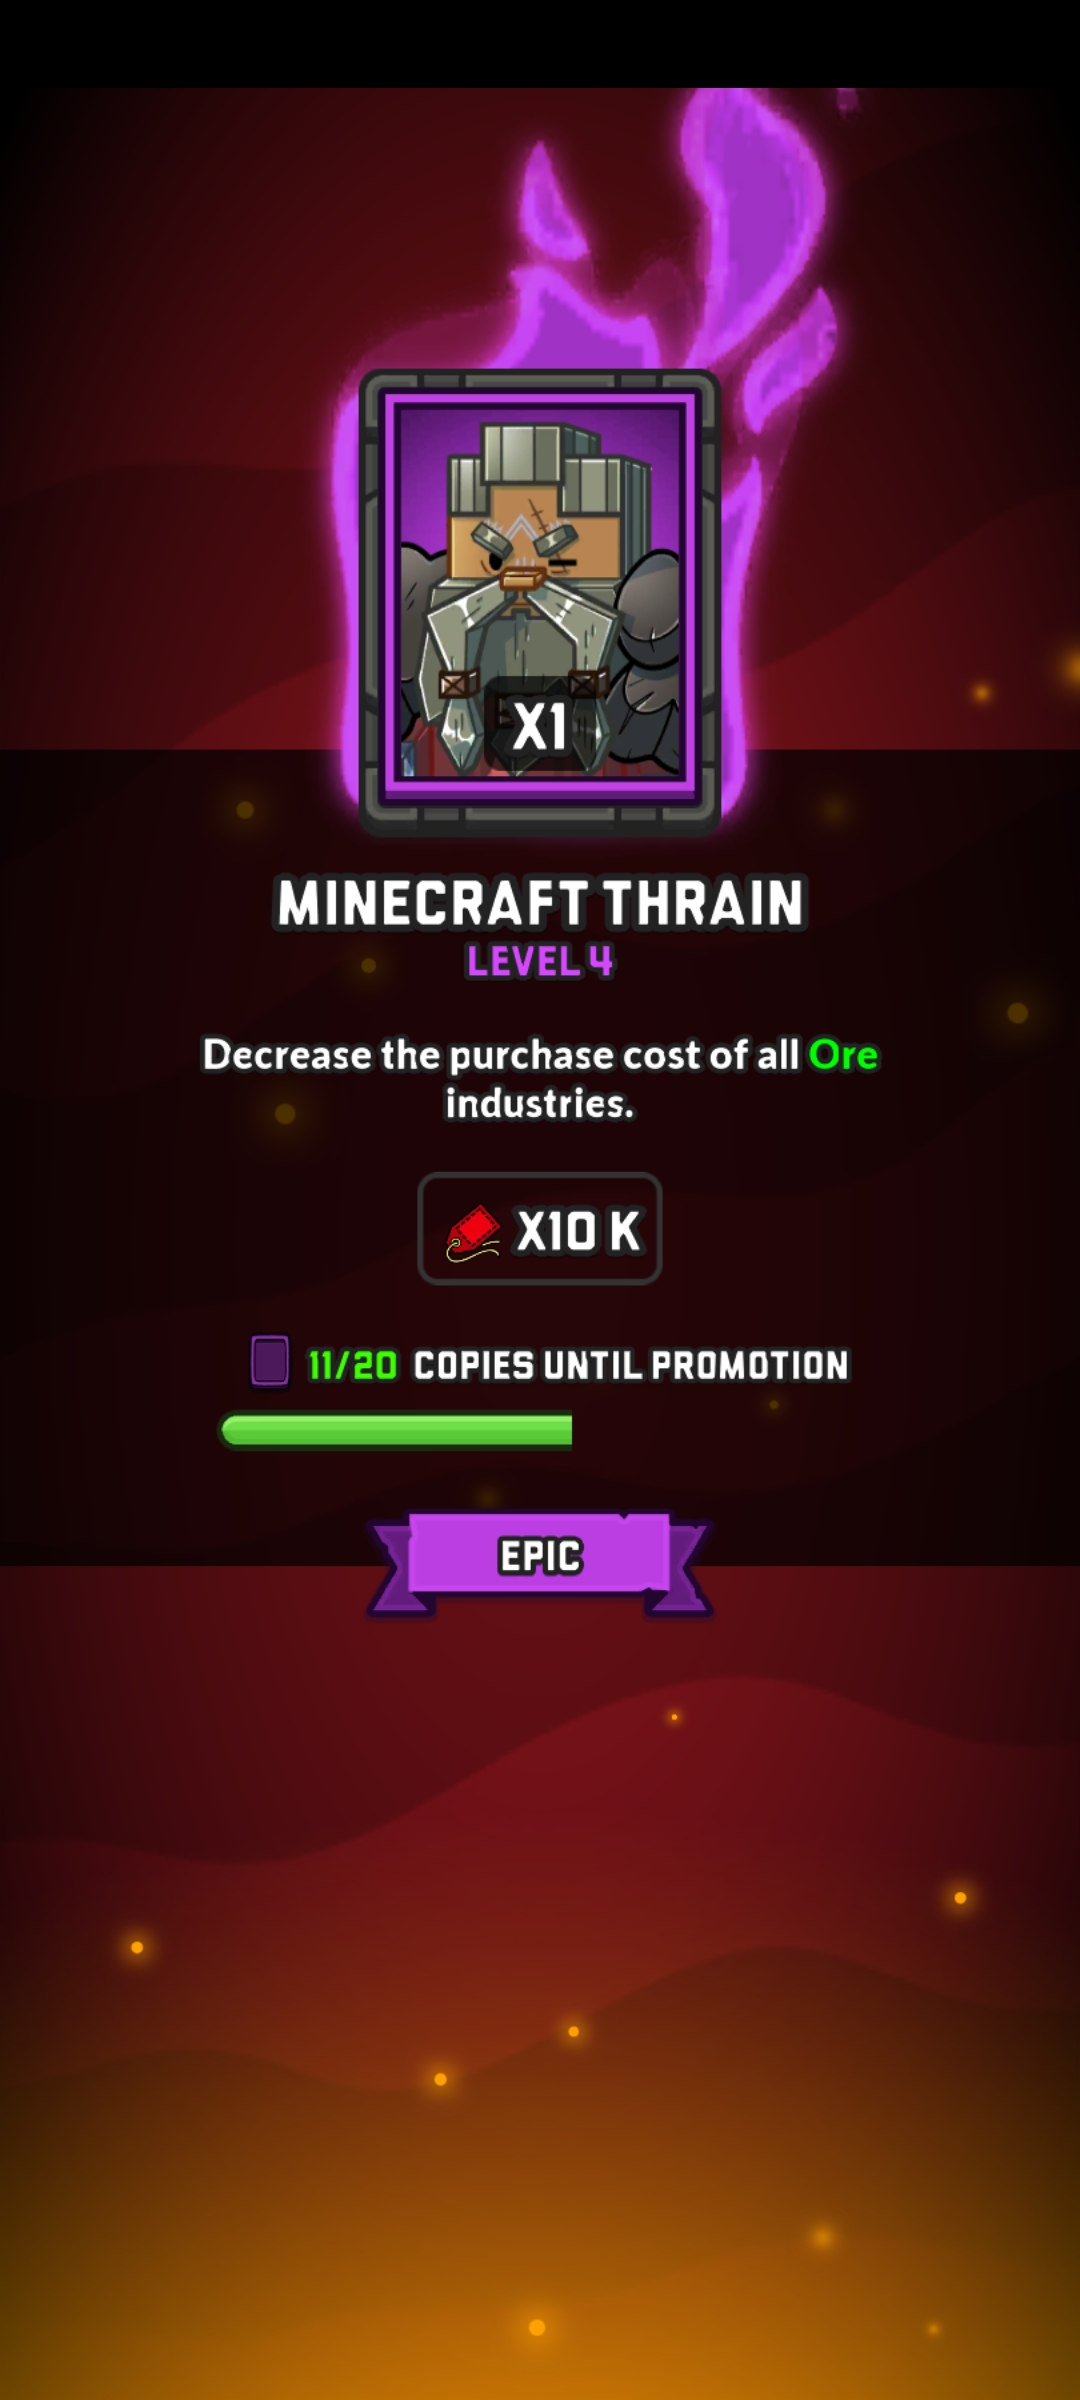 X1
MINECRAFT THRAIN
LEVEL 4
Decrease the purchase cost of all Ore
industries.
X10 K
11/20 COPIES UNTIL PROMOTION
EPIC